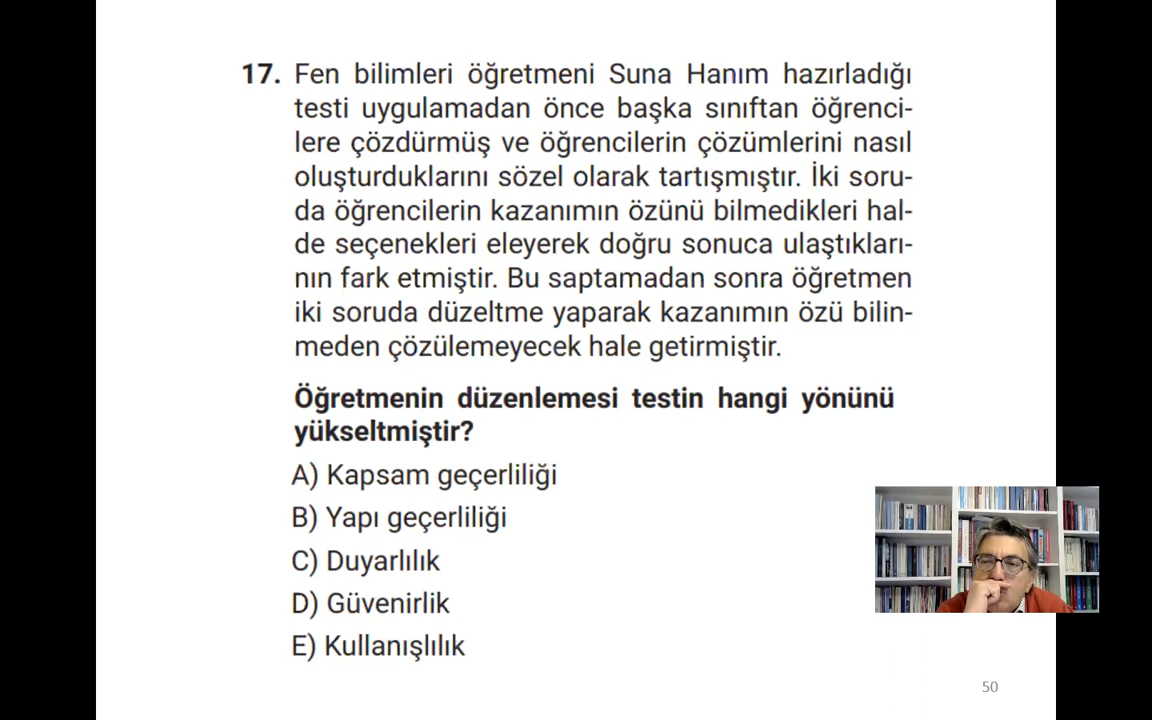 17. Fen bilimleri öğretmeni Suna Hanım hazırladığı
testi uygulamadan önce başka sınıftan öğrenci-
lere çözdürmüş ve öğrencilerin çözümlerini nasıl
oluşturduklarını sözel olarak tartışmıştır. İki soru-
da öğrencilerin kazanımın özünü bilmedikleri hal-
de seçenekleri eleyerek doğru sonuca ulaştıkları-
nın fark etmiştir. Bu saptamadan sonra öğretmen
iki soruda düzeltme yaparak kazanımın özü bilin-
meden çözülemeyecek hale getirmiştir.
Öğretmenin düzenlemesi testin hangi yönünü
yükseltmiştir?
A) Kapsam geçerliliği
B) Yapı geçerliliği
C) Duyarlılık
D) Güvenirlik
E) Kullanışlılık
50